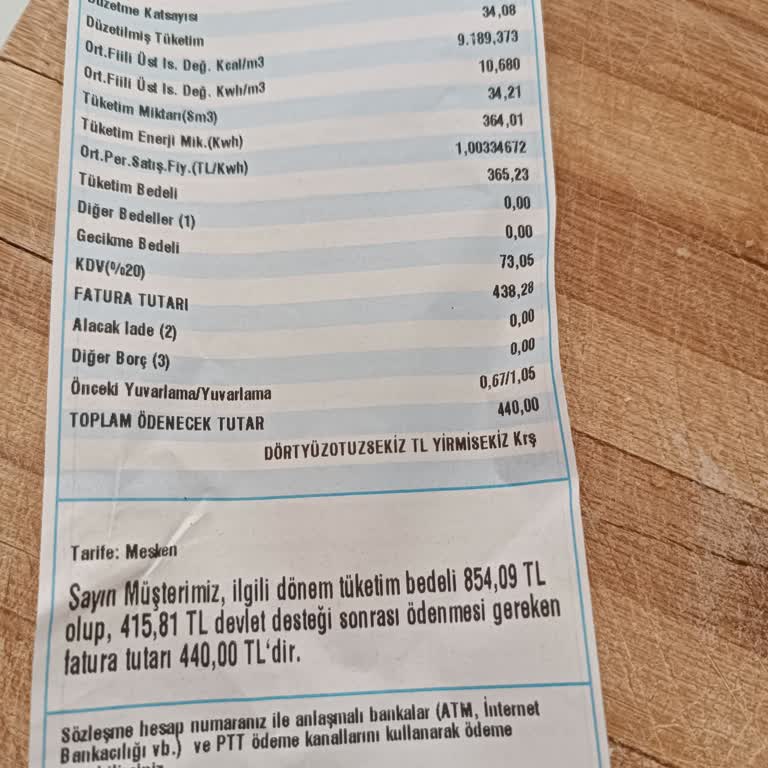 Düzetme Katsayısı
Düzetilmiş Tüketim 34,08
Ort.Fiili Üst Is. Değ. Kcal/m3 9.189,373
Ort.Fiili Üst Is. Değ. Kwh/m3 10,680
Tüketim Miktarı(Sm3) 34,21
Tüketim Enerji Mik.(Kwh) 364,01
Ort.Per.Satış.Fiy.(TL/Kwh) 1,00334672
Tüketim Bedeli 365,23
Diğer Bedeller (1) 0,00
Gecikme Bedeli 0,00
KDV(%20) 73,05
FATURA TUTARI 438,28
Alacak İade (2) 0,00
Diğer Borç (3) 0,00
Önceki Yuvarlama/Yuvarlama 0,67/1,05
TOPLAM ÖDENECEK TUTAR 440,00
DÖRTYÜZOTUZSEKİZ TL YİRMİSEKİZ Krş
Tarife: Mesken
Sayın Müşterimiz, ilgili dönem tüketim bedeli 854,09 TL
olup, 415,81 TL devlet desteği sonrası ödenmesi gereken
fatura tutarı 440,00 TL'dir.
Sözleşme hesap numaranız ile anlaşmalı bankalar (ATM, İnternet
Bankacılığı vb.) ve PTT ödeme kanallarını kullanarak ödeme